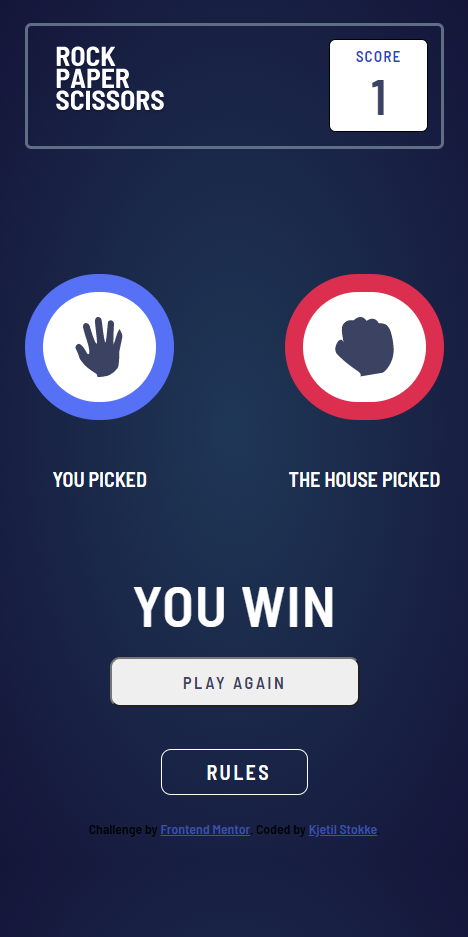 ROCK
PAPER
SCISSORS
SCORE
1
YOU PICKED
THE HOUSE PICKED
YOU WIN
PLAY AGAIN
RULES
Challenge by Frontend Mentor. Coded by Kjetil Stokke.